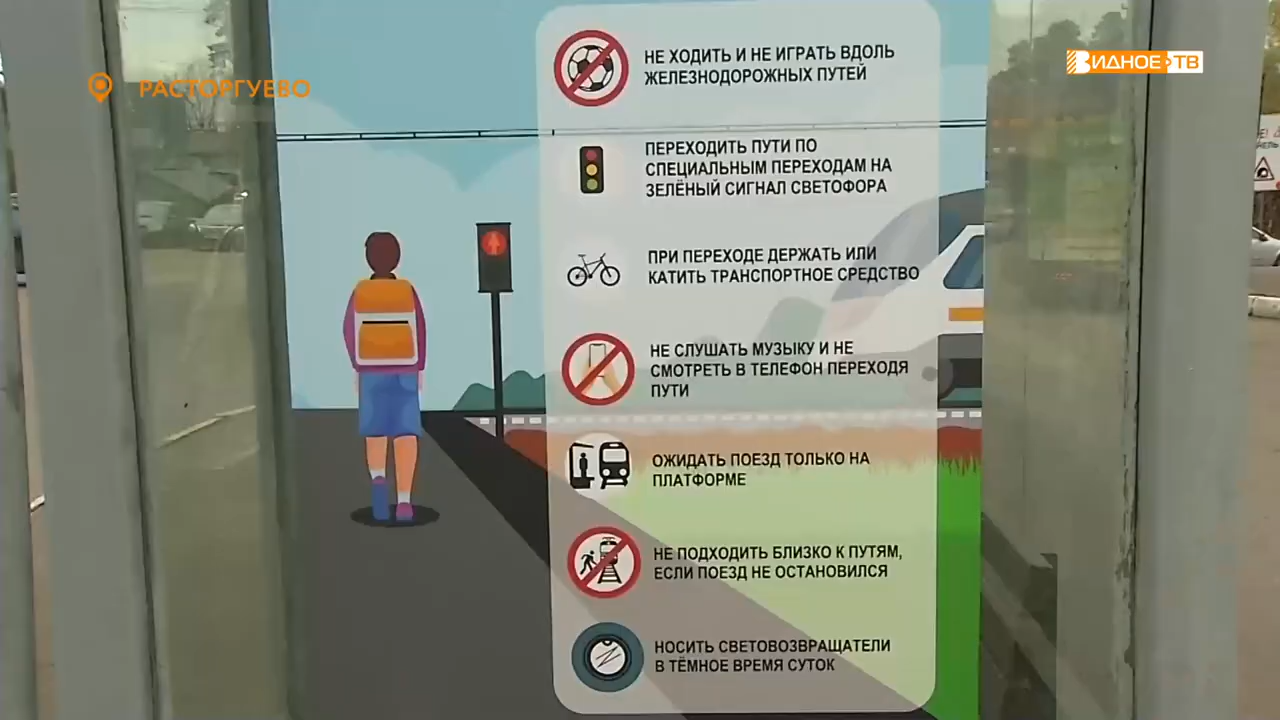 РАСТОРГУЕВО
ВИДНОЕ ТВ
НЕ ХОДИТЬ И НЕ ИГРАТЬ ВДОЛЬ
ЖЕЛЕЗНОДОРОЖНЫХ ПУТЕЙ
ПЕРЕХОДИТЬ ПУТИ ПО
СПЕЦИАЛЬНЫМ ПЕРЕХОДАМ НА
ЗЕЛЁНЫЙ СИГНАЛ СВЕТОФОРА
ПРИ ПЕРЕХОДЕ ДЕРЖАТЬ ИЛИ
КАТИТЬ ТРАНСПОРТНОЕ СРЕДСТВО
НЕ СЛУШАТЬ МУЗЫКУ И НЕ
СМОТРЕТЬ В ТЕЛЕФОН ПЕРЕХОДЯ
ПУТИ
ОЖИДАТЬ ПОЕЗД ТОЛЬКО НА
ПЛАТФОРМЕ
НЕ ПОДХОДИТЬ БЛИЗКО К ПУТЯМ,
ЕСЛИ ПОЕЗД НЕ ОСТАНОВИЛСЯ
НОСИТЬ СВЕТОВОЗВРАЩАТЕЛИ
В ТЁМНОЕ ВРЕМЯ СУТОК